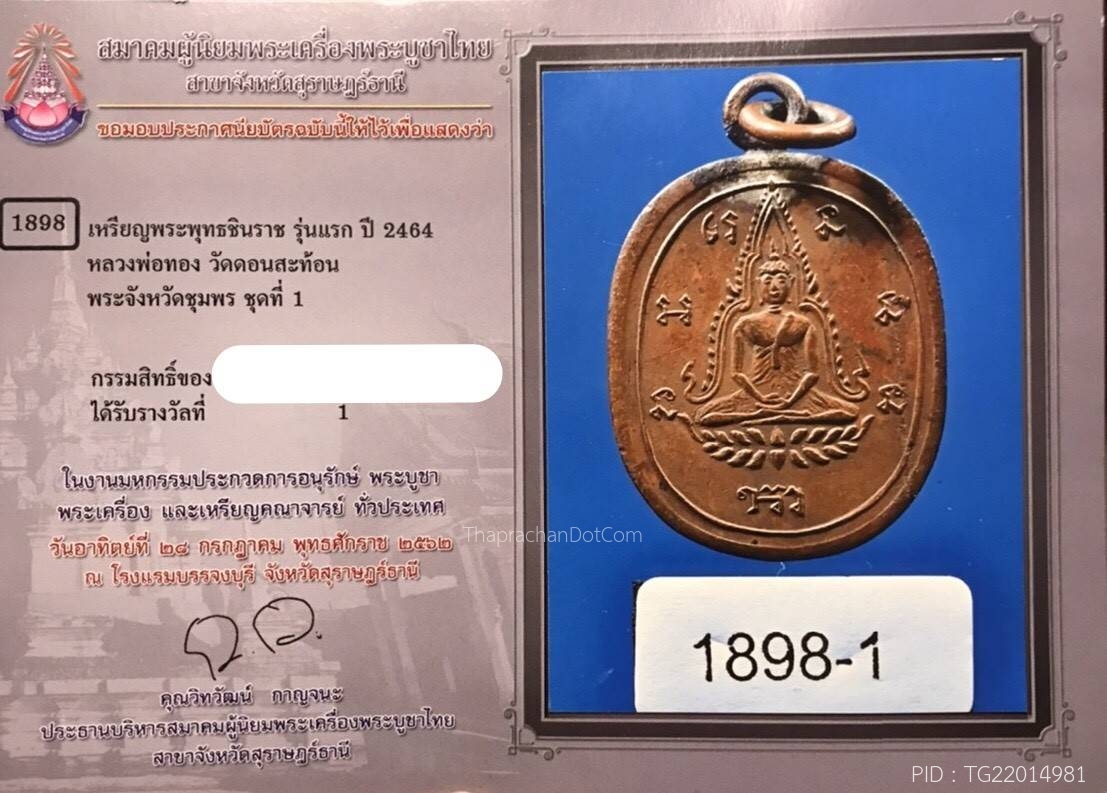 สมาคมผู้นิยมพระเครื่องพระบูชาไทย
สาขาจังหวัดสุราษฎร์ธานี
ขอมอบประกาศนียบัตรฉบับนี้ให้ไว้เพื่อแสดงว่า
1898
เหรียญพระพุทธชินราช รุ่นแรก ปี 2464
หลวงพ่อทอง วัดดอนสะท้อน
พระจังหวัดชุมพร ชุดที่ 1
กรรมสิทธิ์ของ
ได้รับรางวัลที่ 1
ในงานมหกรรมประกวดการอนุรักษ์ พระบูชา
พระเครื่อง และเหรียญคณาจารย์ ทั่วประเทศ
วันอาทิตย์ที่ ๒๘ กรกฎาคม พุทธศักราช ๒๕๖๒
ณ โรงแรมบรรจงบุรี จังหวัดสุราษฎร์ธานี
คุณวิทวัฒน์ กาญจนะ
ประธานบริหารสมาคมผู้นิยมพระเครื่องพระบูชาไทย
สาขาจังหวัดสุราษฎร์ธานี
1898-1
ThaprachanDotCom
PID : TG22014981